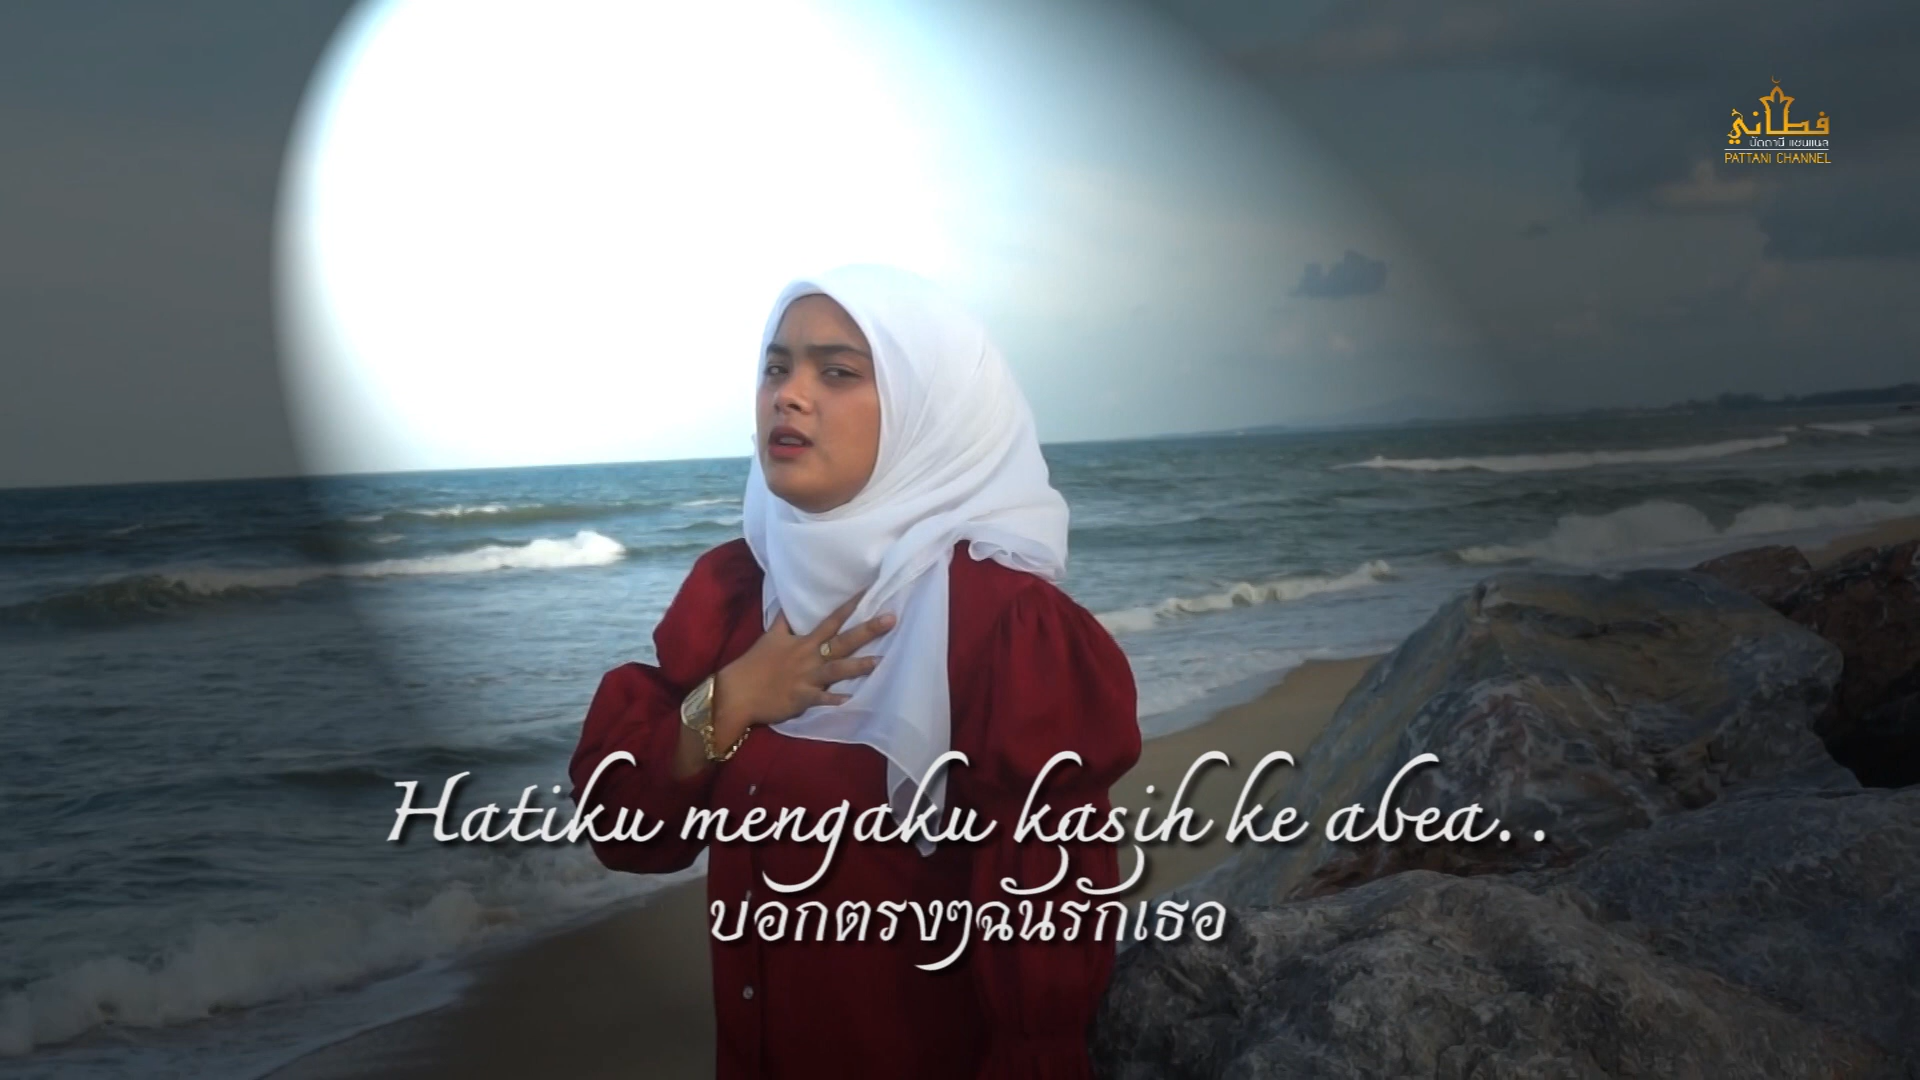 فطاني
ปัตตานี แชนแนล
PATTANI CHANNEL
Hatiku mengaku kasih ke abea..
บอกตรงๆฉันรักเธอ